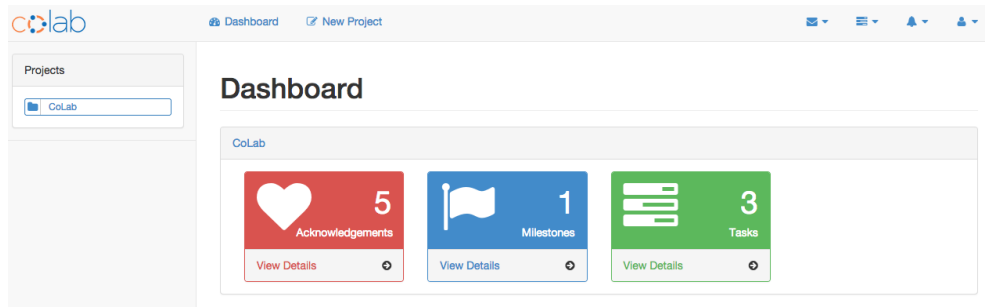 colab
Dashboard New Project
Projects
CoLab
Dashboard
CoLab
5
Acknowledgements
View Details
1
Milestones
View Details
3
Tasks
View Details